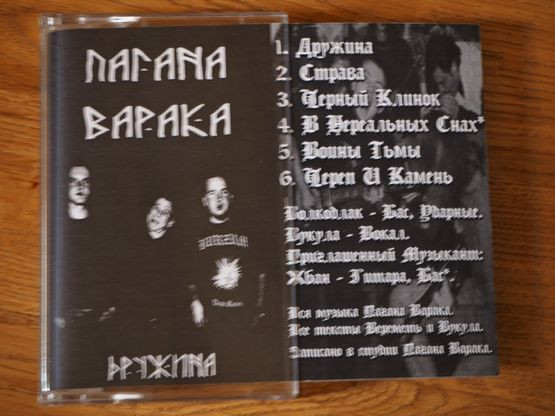 ПАГАНА
ВАРАКА
BURZUM
ДРУЖИНА
1. Дружина
2. Страва
3. Черный Клинок
4. В Нереальных Снах*
5. Воины Тьмы
6. Череп И Камень
Волкодлак - Бас, Ударные.
Вукула - Вокал.
Приглашенный Музыкант:
Жбан - Гитара, Бас*.
Вся музыка Пагана Варака.
Все тексты Вереметь и Вукула.
Записано в студии Пагана Варака.